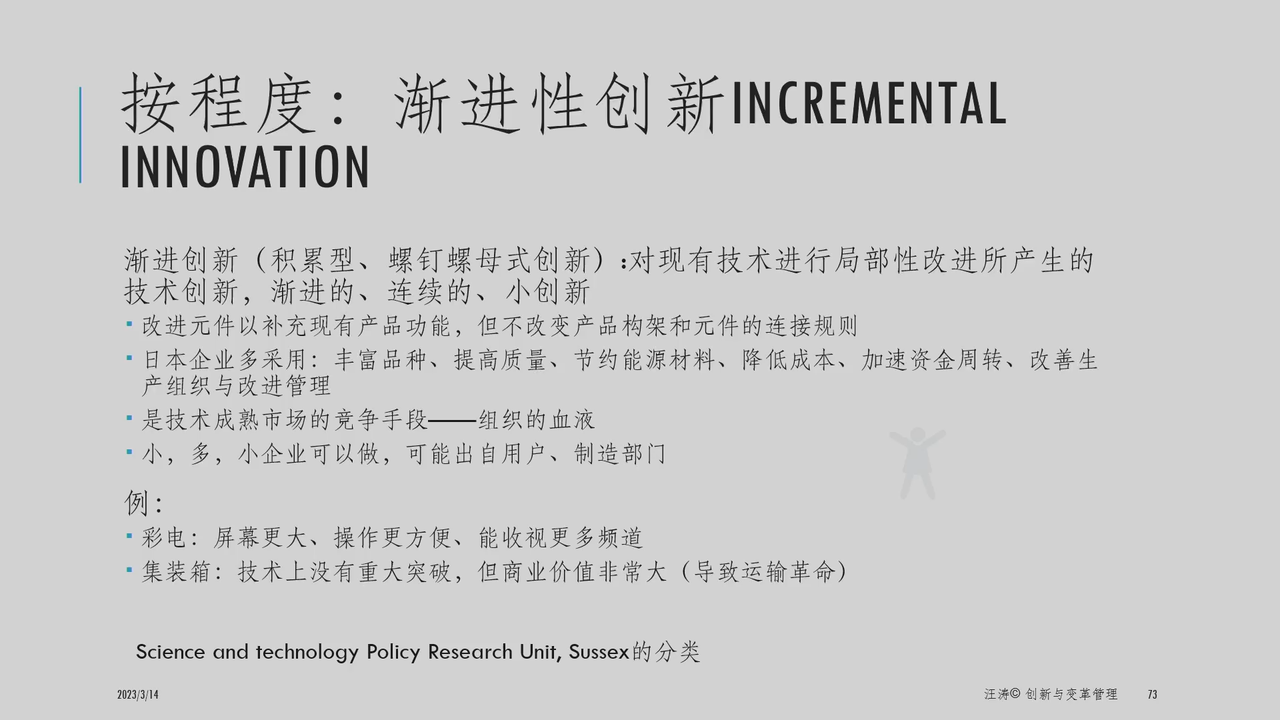 按程度：渐进性创新INCREMENTAL
INNOVATION
渐进创新（积累型、螺钉螺母式创新）:对现有技术进行局部性改进所产生的
技术创新，渐进的、连续的、小创新
改进元件以补充现有产品功能，但不改变产品构架和元件的连接规则
日本企业多采用：丰富品种、提高质量、节约能源材料、降低成本、加速资金周转、改善生
产组织与改进管理
是技术成熟市场的竞争手段——组织的血液
小，多，小企业可以做，可能出自用户、制造部门
例：
彩电：屏幕更大、操作更方便、能收视更多频道
集装箱：技术上没有重大突破，但商业价值非常大（导致运输革命）
Science and technology Policy Research Unit, Sussex的分类
2023/3/14
汪涛© 创新与变革管理
73